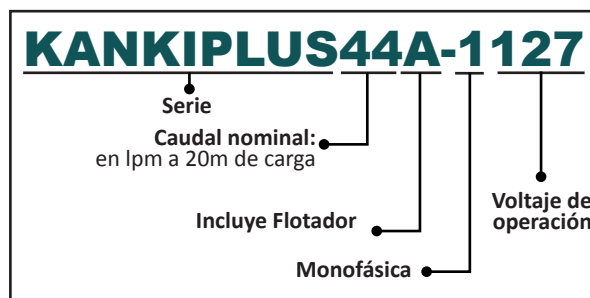 KANKIPLUS44A-1127
Serie
Caudal nominal:
en lpm a 20m de carga
Incluye Flotador
Voltaje de
operación
Monofásica